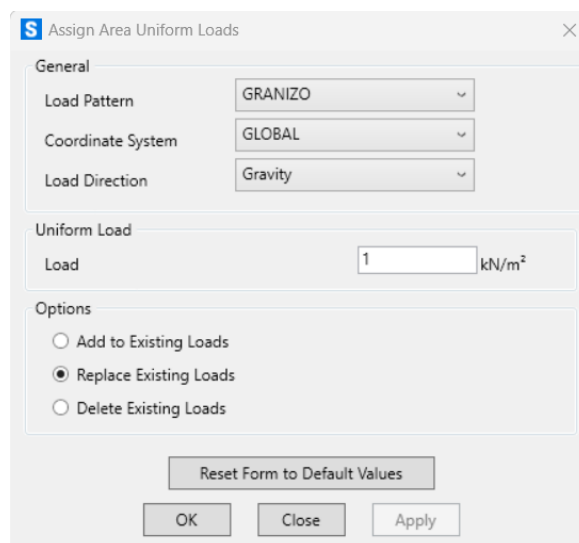 S Assign Area Uniform Loads
General
Load Pattern GRANIZO
Coordinate System GLOBAL
Load Direction Gravity
Uniform Load
Load 1 kN/m²
Options
Add to Existing Loads
Replace Existing Loads
Delete Existing Loads
Reset Form to Default Values
OK Close Apply